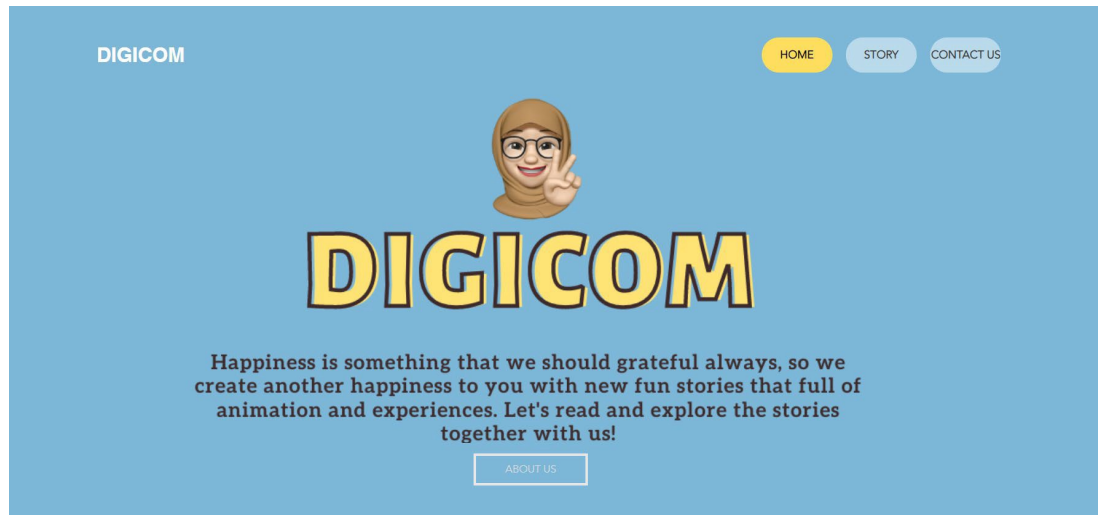 DIGICOM
HOME
STORY
CONTACT US
DIGICOM
Happiness is something that we should grateful always, so we
create another happiness to you with new fun stories that full of
animation and experiences. Let's read and explore the stories
together with us!
ABOUT US